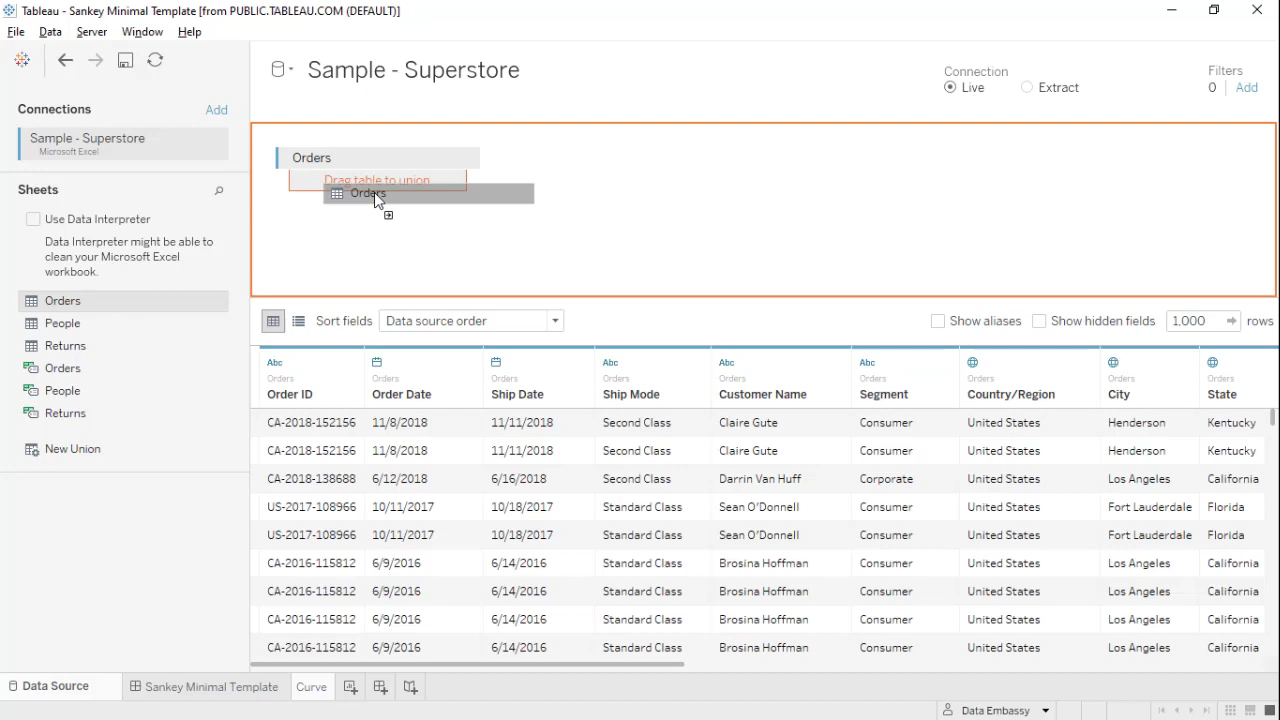 Tableau - Sankey Minimal Template [from PUBLIC.TABLEAU.COM (DEFAULT)]
File Data Server Window Help
Connections Add
Sample - Superstore
Microsoft Excel
Sheets
Use Data Interpreter
Data Interpreter might be able to
clean your Microsoft Excel
workbook.
Orders
People
Returns
Orders
People
Returns
New Union
Sample - Superstore
Connection
Live Extract
Filters
0 Add
Orders
Drag table to union
Orders
Sort fields Data source order Show aliases Show hidden fields 1,000 rows
Abc Abc Abc Abc
Orders Orders Orders Orders Orders Orders Orders Orders Orders
Order ID Order Date Ship Date Ship Mode Customer Name Segment Country/Region City State
CA-2018-152156 11/8/2018 11/11/2018 Second Class Claire Gute Consumer United States Henderson Kentucky
CA-2018-152156 11/8/2018 11/11/2018 Second Class Claire Gute Consumer United States Henderson Kentucky
CA-2018-138688 6/12/2018 6/16/2018 Second Class Darrin Van Huff Corporate United States Los Angeles California
US-2017-108966 10/11/2017 10/18/2017 Standard Class Sean O'Donnell Consumer United States Fort Lauderdale Florida
US-2017-108966 10/11/2017 10/18/2017 Standard Class Sean O'Donnell Consumer United States Fort Lauderdale Florida
CA-2016-115812 6/9/2016 6/14/2016 Standard Class Brosina Hoffman Consumer United States Los Angeles California
CA-2016-115812 6/9/2016 6/14/2016 Standard Class Brosina Hoffman Consumer United States Los Angeles California
CA-2016-115812 6/9/2016 6/14/2016 Standard Class Brosina Hoffman Consumer United States Los Angeles California
CA-2016-115812 6/9/2016 6/14/2016 Standard Class Brosina Hoffman Consumer United States Los Angeles California
Data Source Sankey Minimal Template Curve
Data Embassy